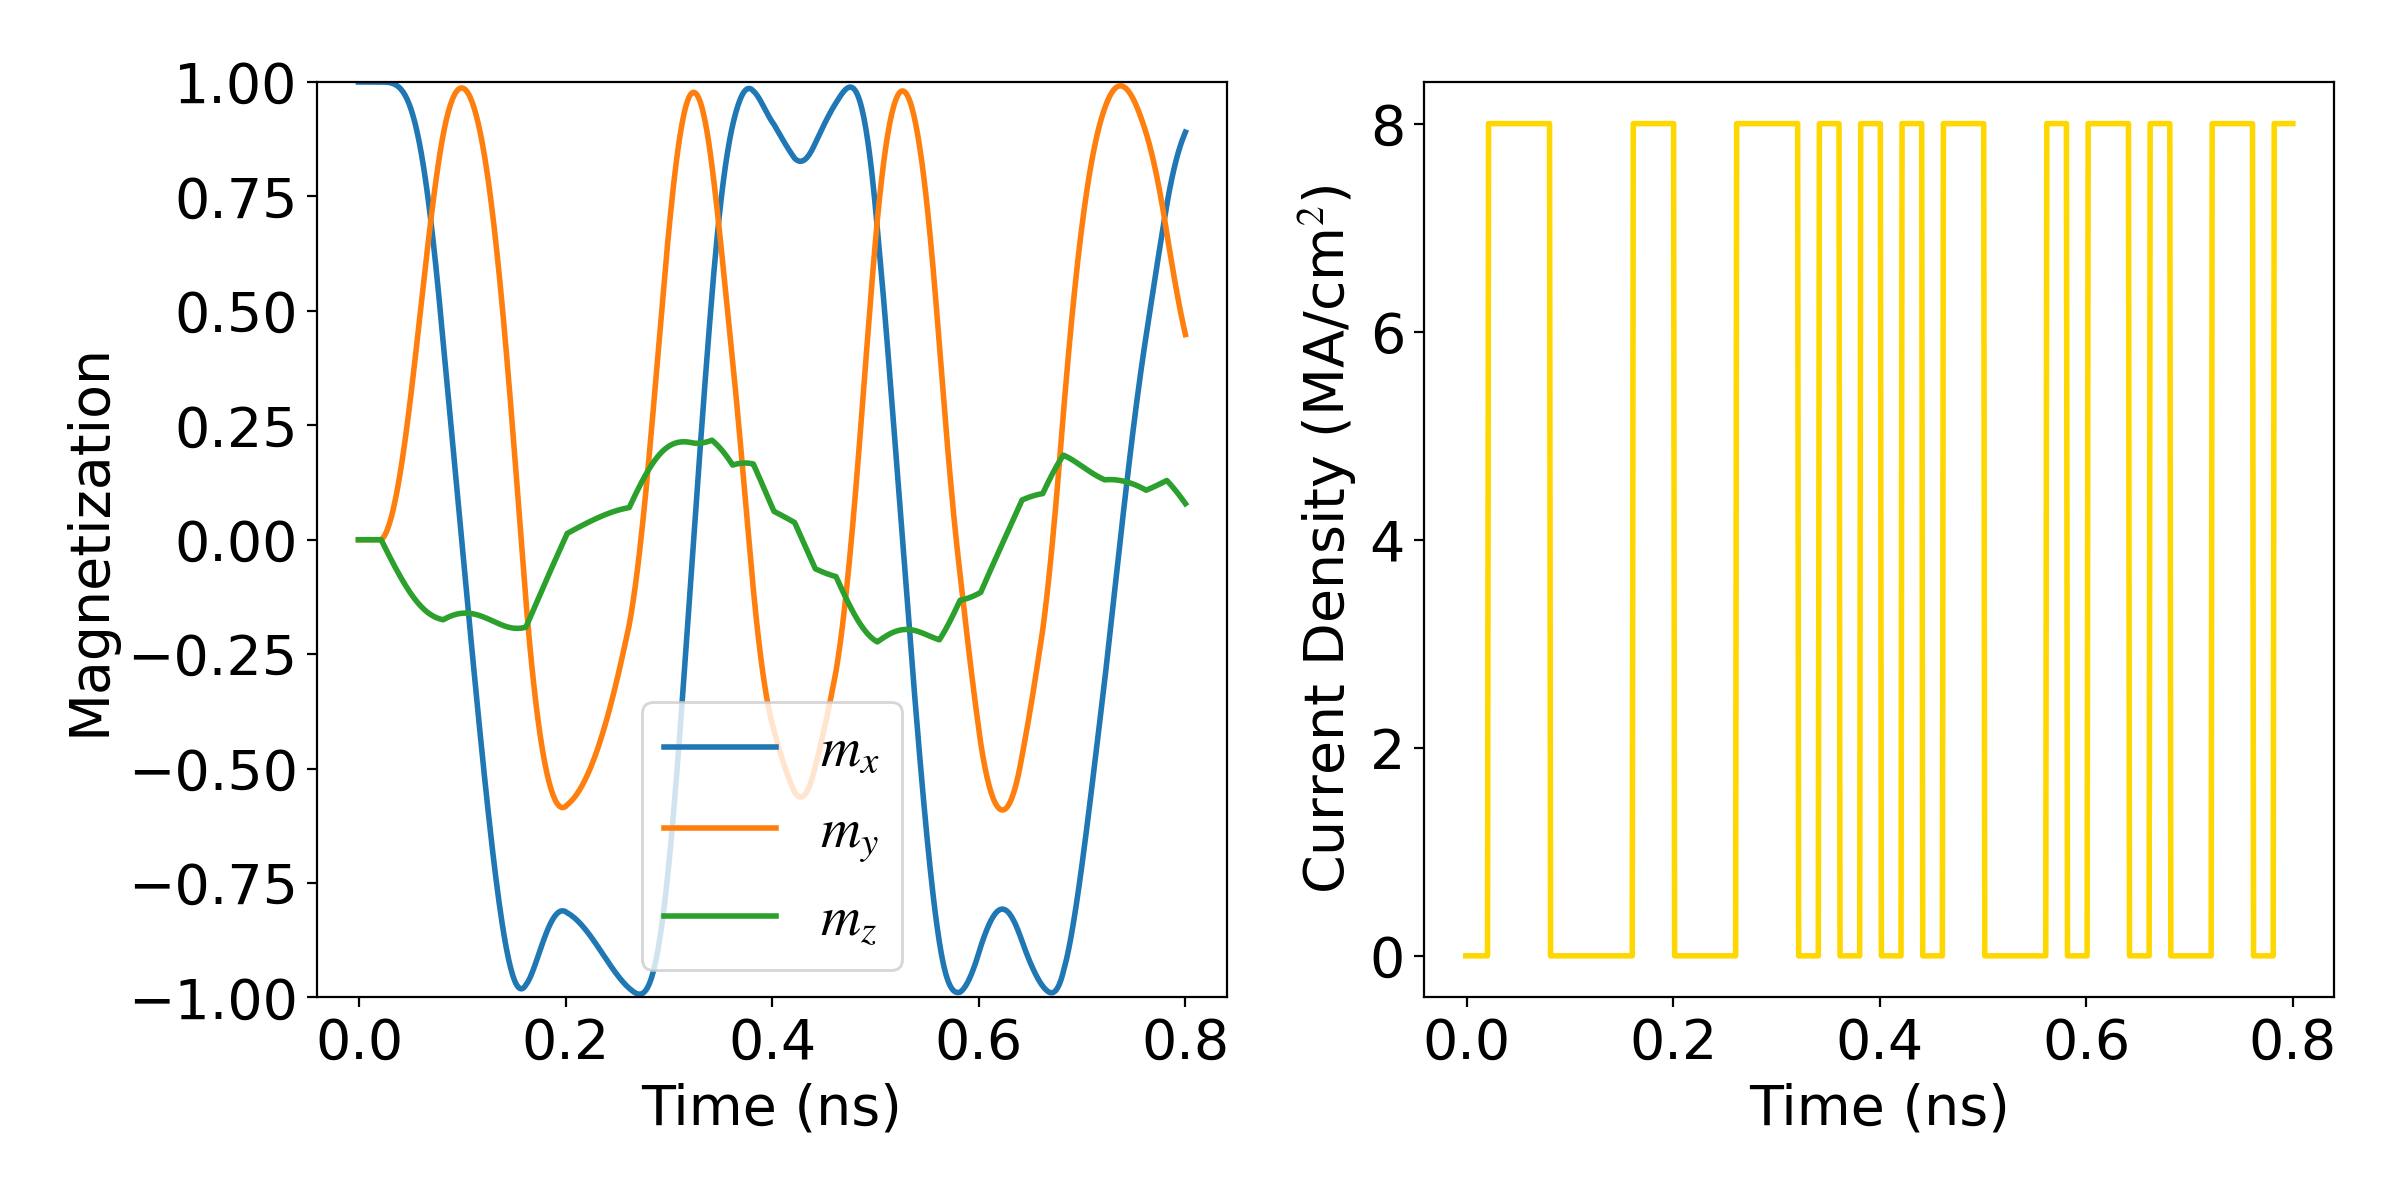 Magnetization
1.00
0.75
0.50
0.25
0.00
−0.25
−0.50
−0.75
−1.00
0.0 0.2 0.4 0.6 0.8
Time (ns)
m_x
m_y
m_z
Current Density (MA/cm²)
8
6
4
2
0
0.0 0.2 0.4 0.6 0.8
Time (ns)